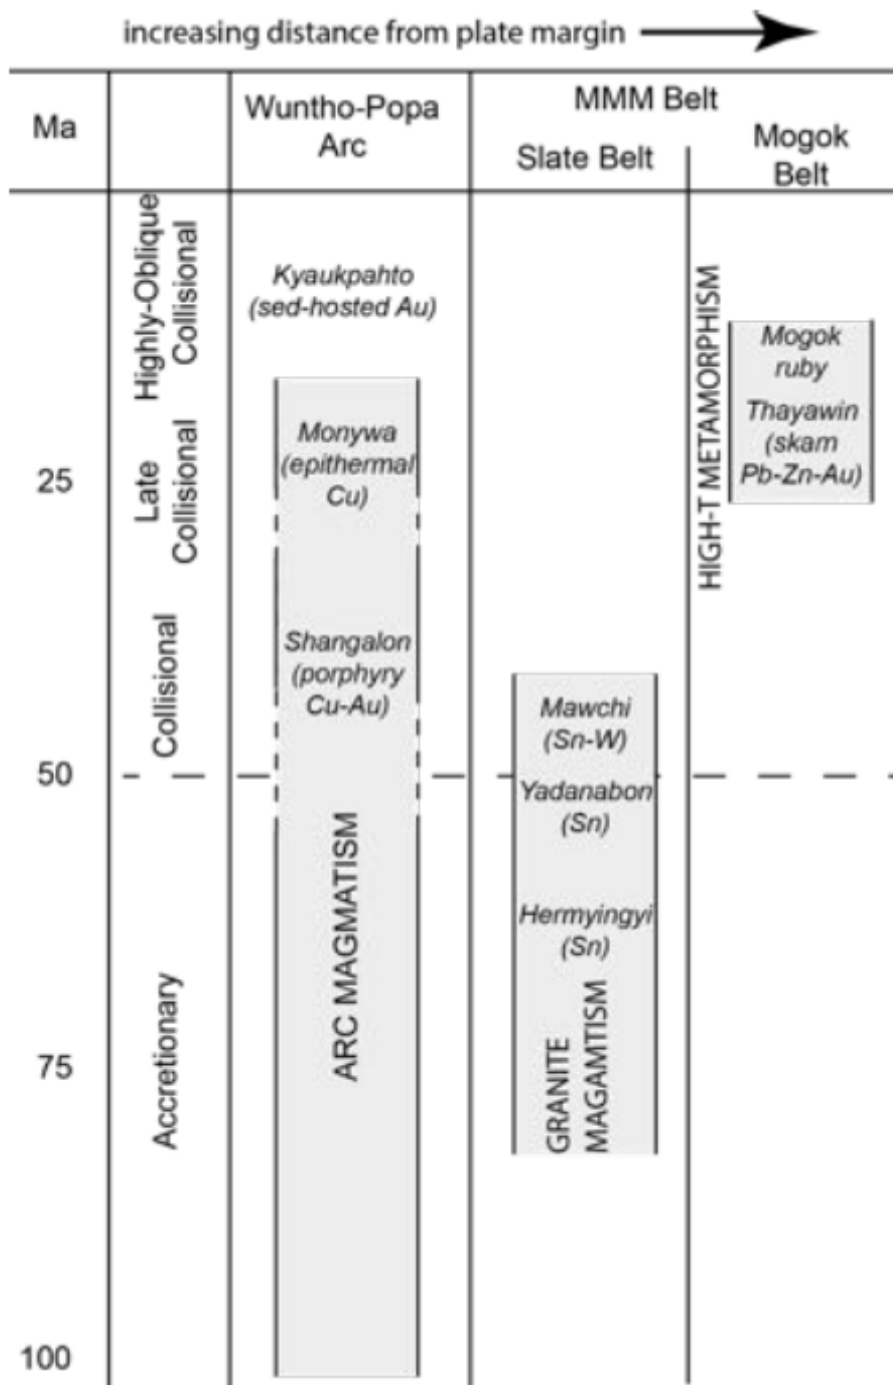 increasing distance from plate margin
Ma
Wuntho-Popa
Arc
MMM Belt
Slate Belt
Mogok
Belt
Highly-Oblique
Collisional
Kyaukpahto
(sed-hosted Au)
HIGH-T METAMORPHISM
Mogok
ruby
Thayawin
(skam
Pb-Zn-Au)
25
Late
Collisional
Monywa
(epithermal
Cu)
Collisional
Shangalon
(porphyry
Cu-Au)
Mawchi
(Sn-W)
50
Yadanabon
(Sn)
Accretionary
ARC MAGMATISM
Hermyingyi
(Sn)
GRANITE
MAGAMTISM
75
100